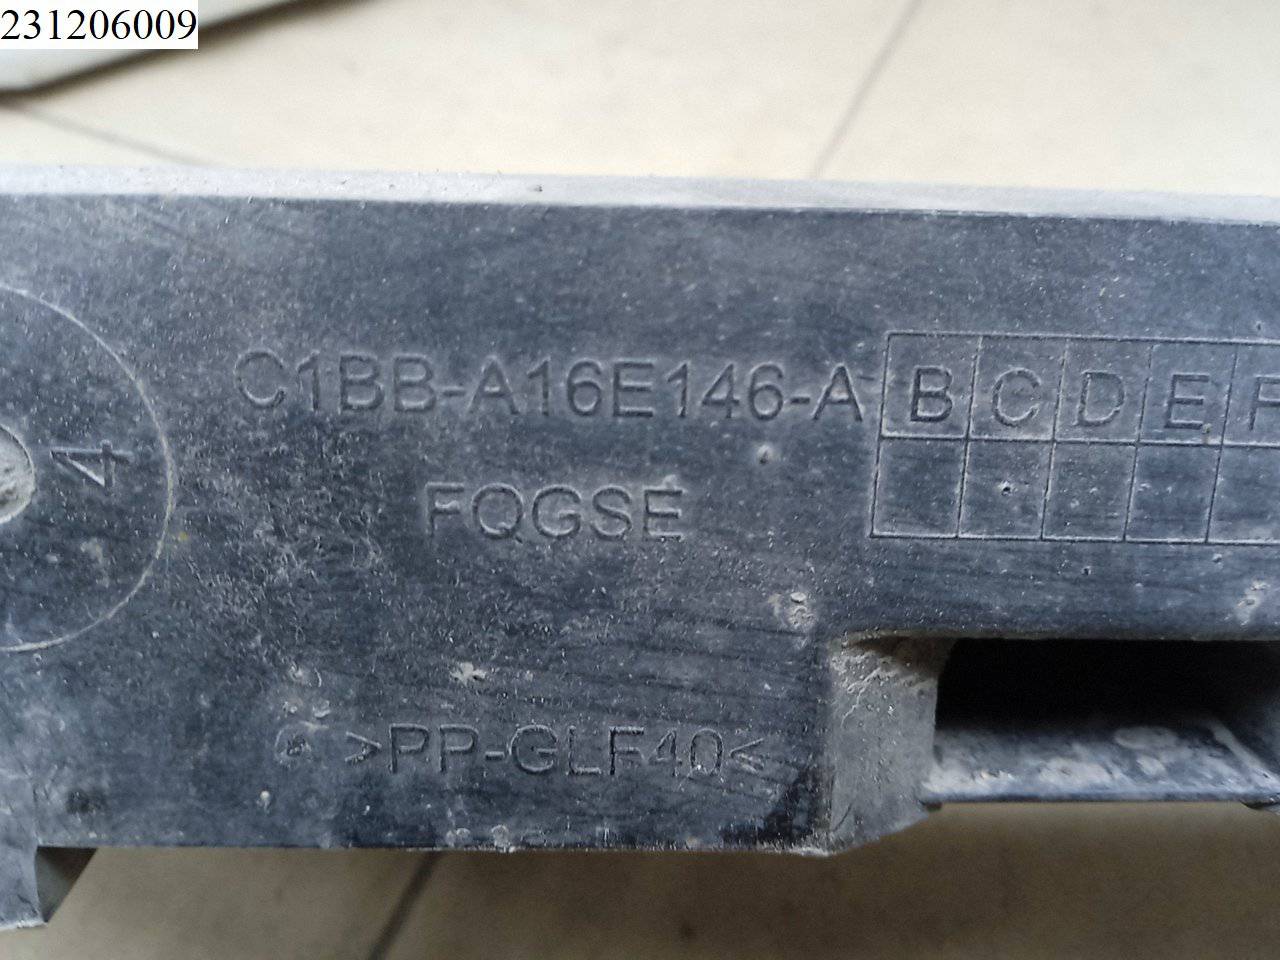 231206009
C1BB-A16E146-A B C D E F
4
FQGSE
>PP-GLF40<